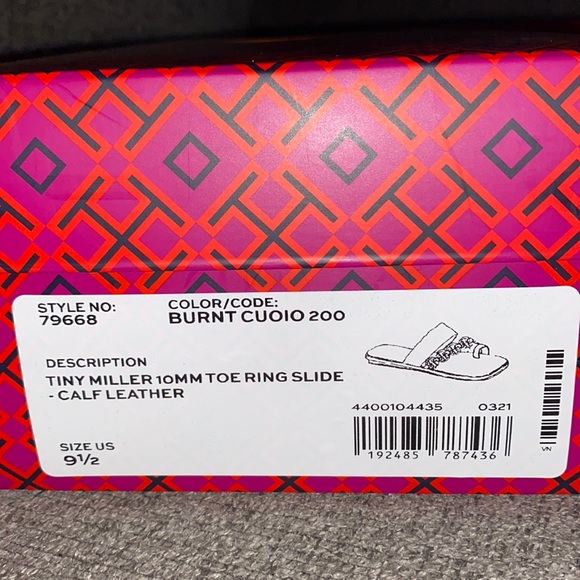 STYLE NO:
79668
COLOR/CODE:
BURNT CUOIO 200
DESCRIPTION
TINY MILLER 10MM TOE RING SLIDE
- CALF LEATHER
SIZE US
9½
4400104435 0321
192485 787436